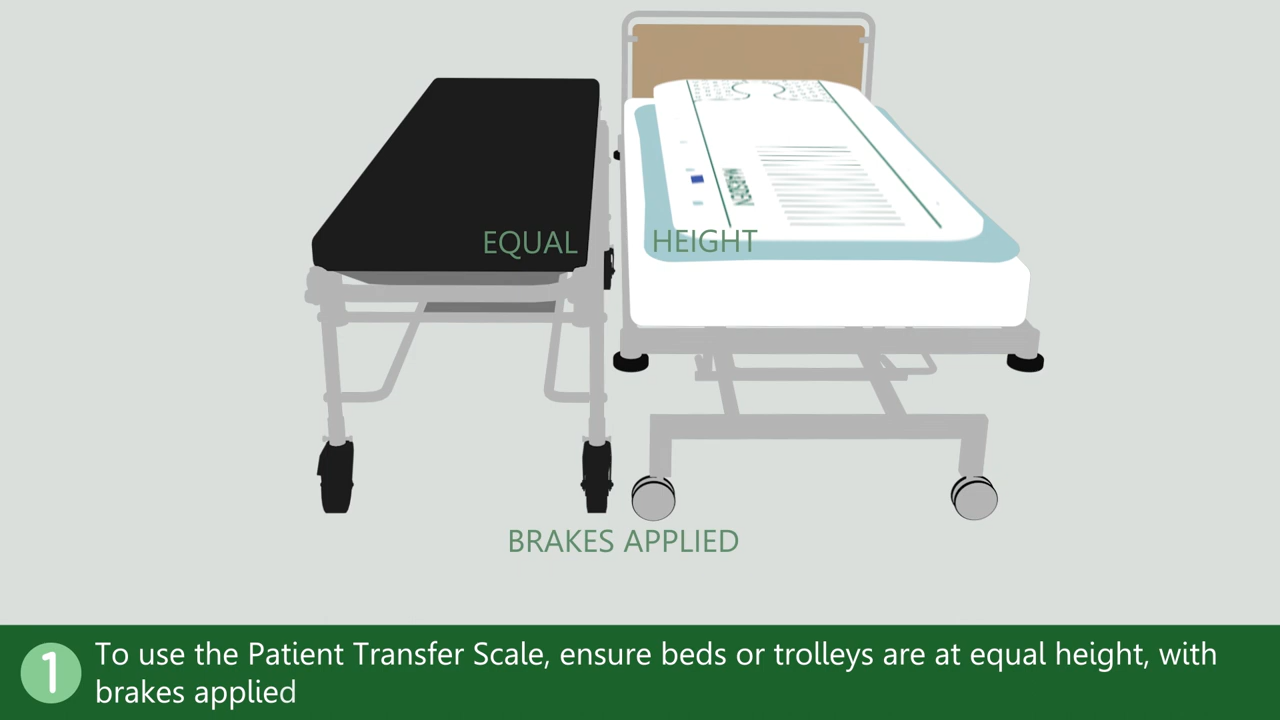 MARSDEN
EQUAL HEIGHT
BRAKES APPLIED
1
To use the Patient Transfer Scale, ensure beds or trolleys are at equal height, with
brakes applied